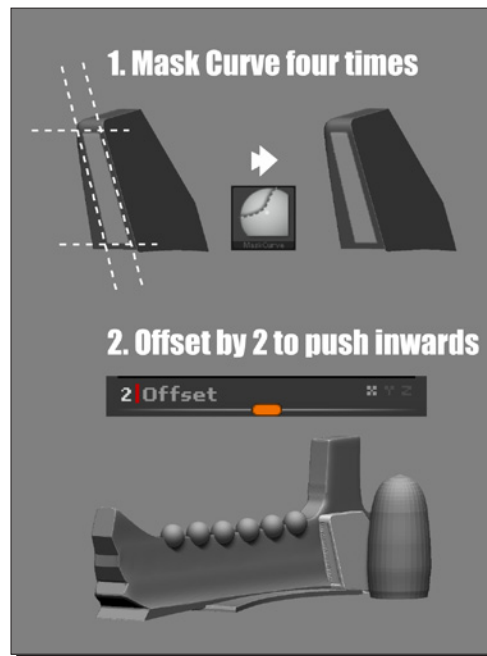 1. Mask Curve four times
MaskCurve
2. Offset by 2 to push inwards
2 Offset X Y Z